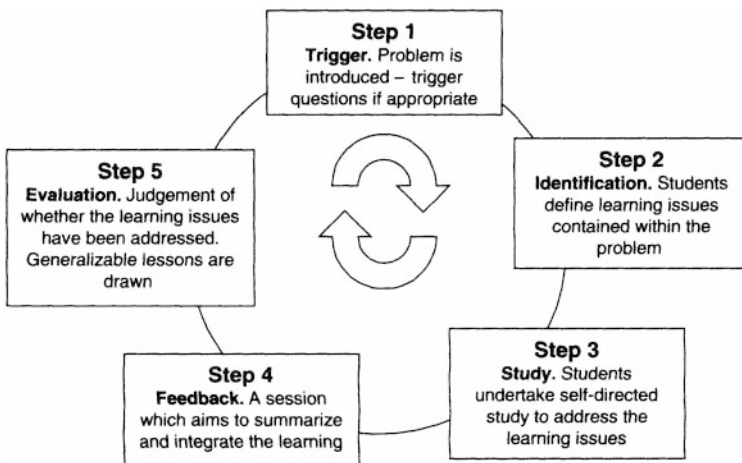 Step 1
Trigger. Problem is
introduced – trigger
questions if appropriate
Step 2
Identification. Students
define learning issues
contained within the
problem
Step 3
Study. Students
undertake self-directed
study to address the
learning issues
Step 4
Feedback. A session
which aims to summarize
and integrate the learning
Step 5
Evaluation. Judgement of
whether the learning issues
have been addressed.
Generalizable lessons are
drawn